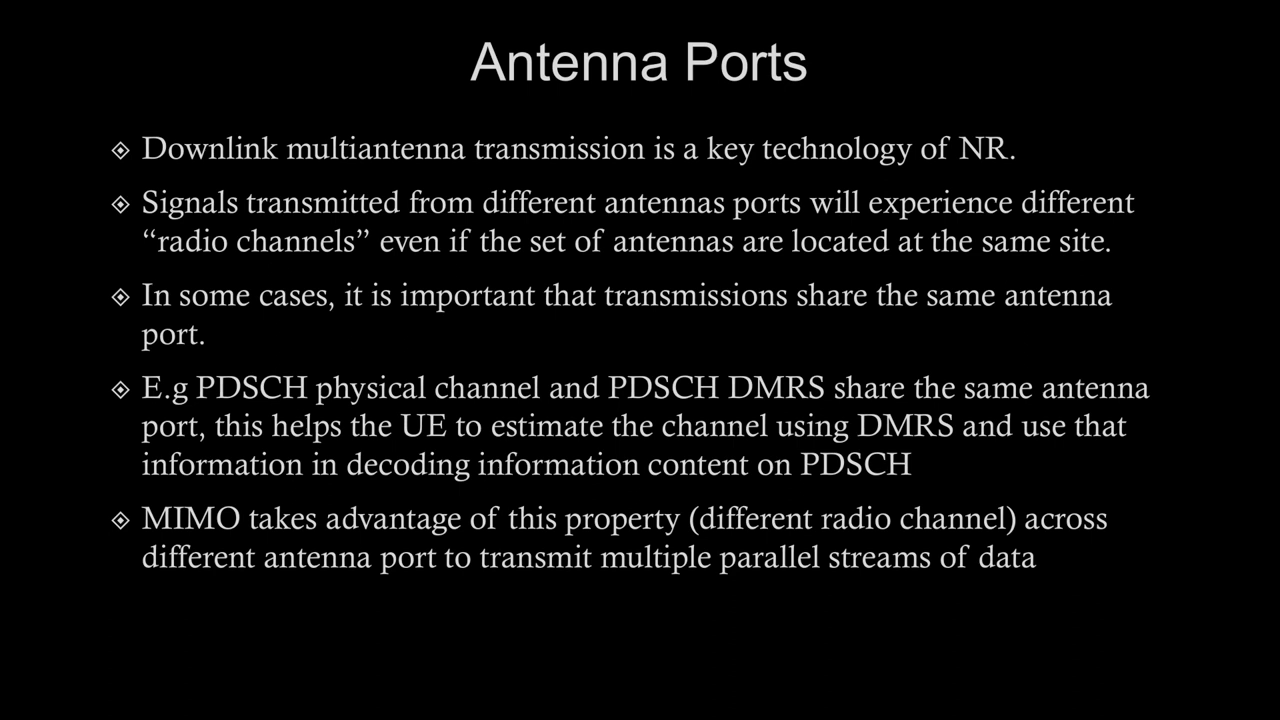 Antenna Ports
Downlink multiantenna transmission is a key technology of NR.
Signals transmitted from different antennas ports will experience different
“radio channels” even if the set of antennas are located at the same site.
In some cases, it is important that transmissions share the same antenna
port.
E.g PDSCH physical channel and PDSCH DMRS share the same antenna
port, this helps the UE to estimate the channel using DMRS and use that
information in decoding information content on PDSCH
MIMO takes advantage of this property (different radio channel) across
different antenna port to transmit multiple parallel streams of data